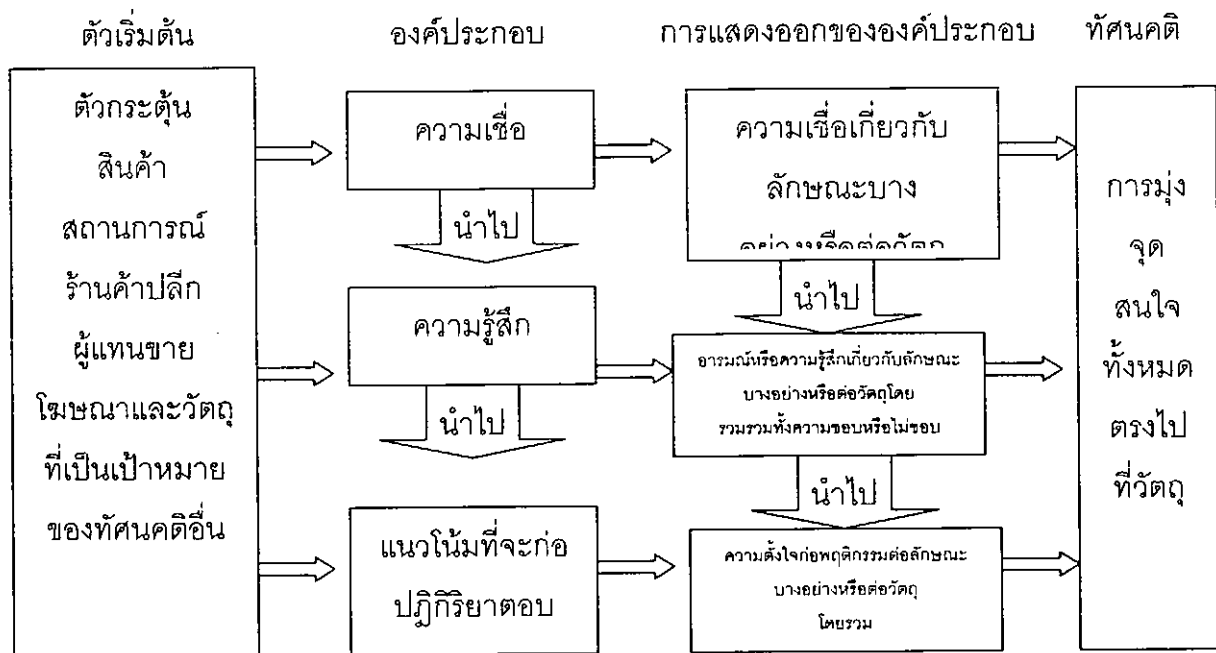 ตัวเริ่มต้น
องค์ประกอบ
การแสดงออกขององค์ประกอบ
ทัศนคติ
ตัวกระตุ้น
สินค้า
สถานการณ์
ร้านค้าปลีก
ผู้แทนขาย
โฆษณาและวัตถุ
ที่เป็นเป้าหมาย
ของทัศนคติอื่น
ความเชื่อ
นำไป
ความรู้สึก
นำไป
แนวโน้มที่จะก่อ
ปฏิกิริยาตอบ
ความเชื่อเกี่ยวกับ
ลักษณะบาง
อย่างหรือต่อวัตถุ
นำไป
อารมณ์หรือความรู้สึกเกี่ยวกับลักษณะ
บางอย่างหรือต่อวัตถุโดย
รวมรวมทั้งความชอบหรือไม่ชอบ
นำไป
ความตั้งใจก่อพฤติกรรมต่อลักษณะ
บางอย่างหรือต่อวัตถุ
โดยรวม
การมุ่ง
จุด
สนใจ
ทั้งหมด
ตรงไป
ที่วัตถุ